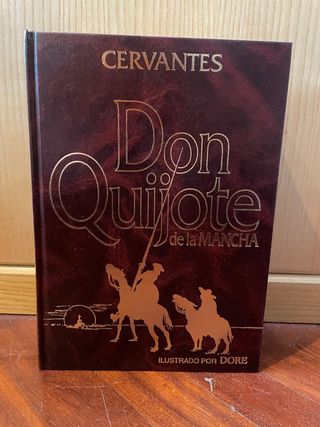 CERVANTES
Don
Quijote
de la MANCHA
ILUSTRADO POR DORE